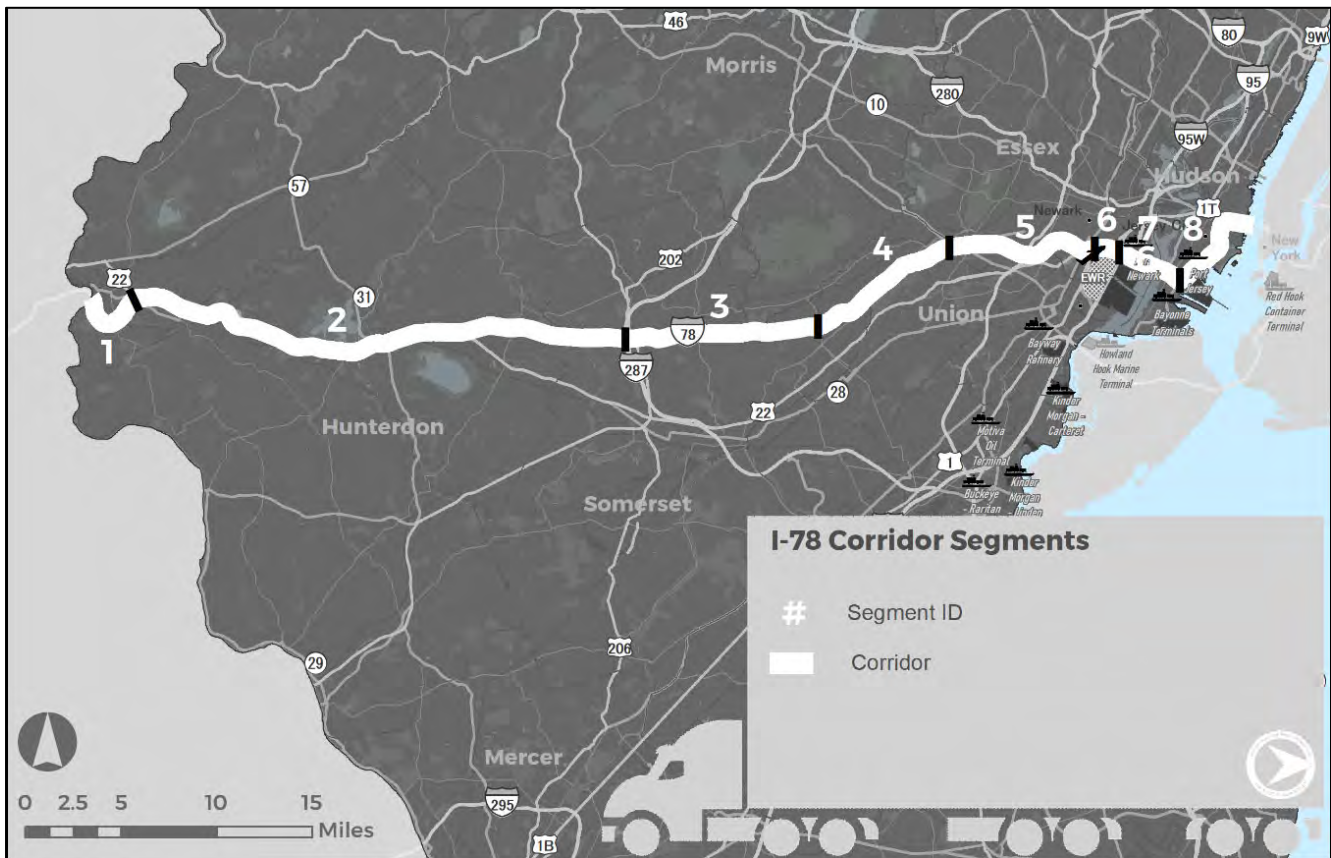 46
80
9W
Morris
280
95
10
Essex
95W
Hudson
57
1T
Newark
6
5
7
8
4
22
202
EWR
Newark
Port
Jersey
New
York
31
Red Hook
Container
Terminal
2
3
78
Union
Bayonne
Terminals
1
Bayway
Refinery
Howland
Hook Marine
Terminal
287
28
22
Kinder
Morgan -
Carteret
Hunterdon
Motiva
Oil
Terminal
1
Somerset
Buckeye
- Raritan
Kinder
Morgan
- Linden
I-78 Corridor Segments
# Segment ID
Corridor
206
29
Mercer
0 2.5 5 10 15
Miles
295
1B